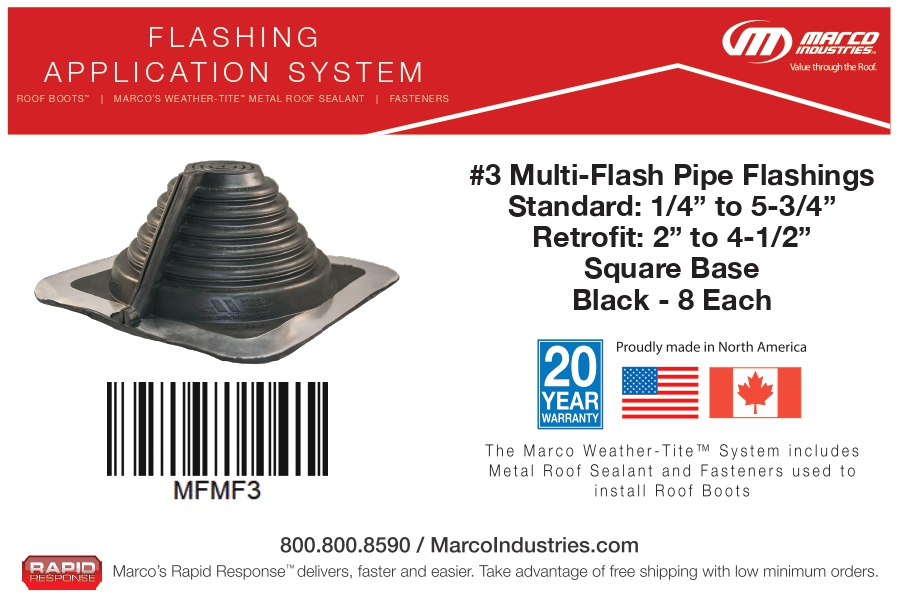 FLASHING
APPLICATION SYSTEM
ROOF BOOTS™ | MARCO'S WEATHER-TITE™ METAL ROOF SEALANT | FASTENERS
MARCO
INDUSTRIES™
Value through the Roof.
#3 Multi-Flash Pipe Flashings
Standard: 1/4” to 5-3/4”
Retrofit: 2” to 4-1/2”
Square Base
Black - 8 Each
20
YEAR
WARRANTY
Proudly made in North America
MFMF3
The Marco Weather-Tite™ System includes
Metal Roof Sealant and Fasteners used to
install Roof Boots
800.800.8590 / MarcoIndustries.com
RAPID
RESPONSE
Marco’s Rapid Response™ delivers, faster and easier. Take advantage of free shipping with low minimum orders.